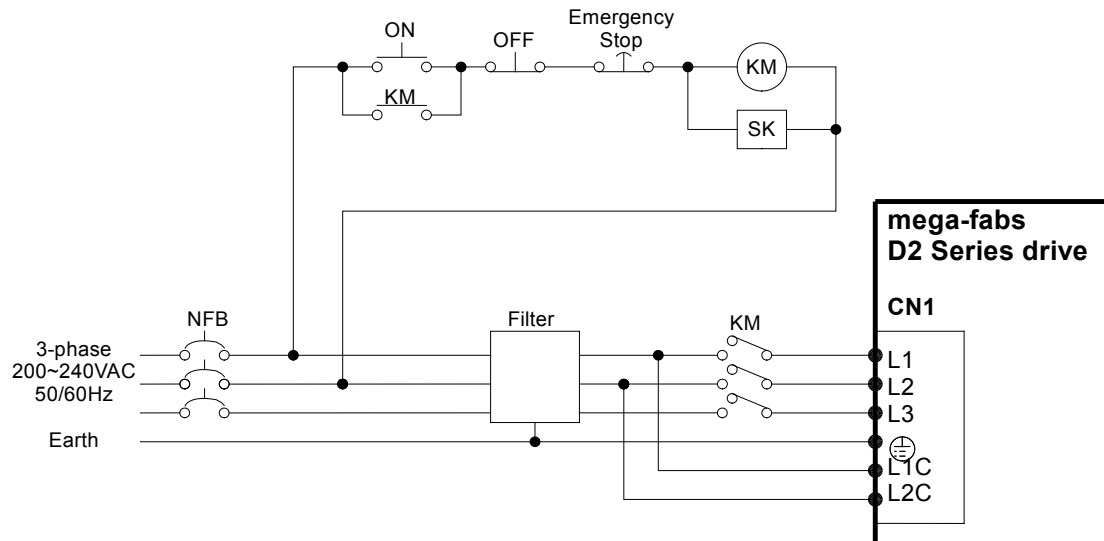 ON
OFF
Emergency
Stop
KM
KM
SK
mega-fabs
D2 Series drive
CN1
NFB
Filter
KM
3-phase
200~240VAC
50/60Hz
Earth
L1
L2
L3
L1C
L2C